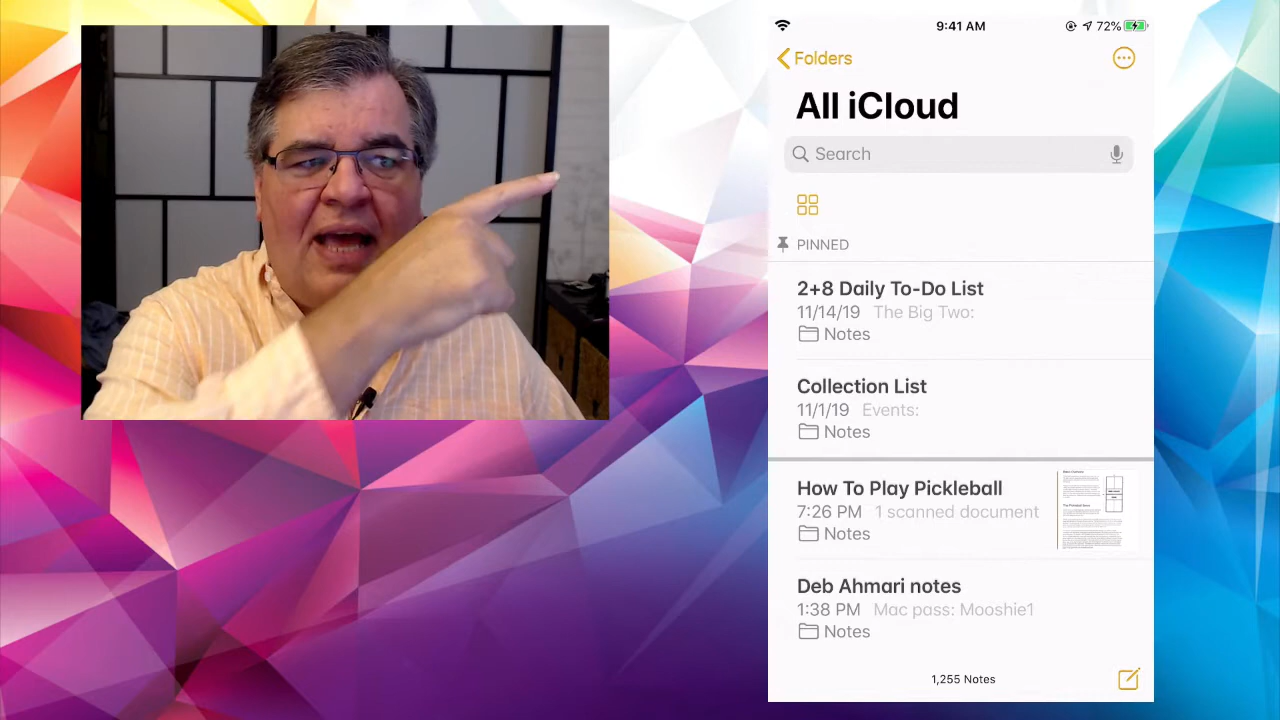 9:41 AM
72%
Folders
All iCloud
Search
PINNED
2+8 Daily To-Do List
11/14/19 The Big Two:
Notes
Collection List
11/1/19 Events:
Notes
How To Play Pickleball
7:26 PM 1 scanned document
Notes
Deb Ahmari notes
1:38 PM Mac pass: Mooshie1
Notes
1,255 Notes